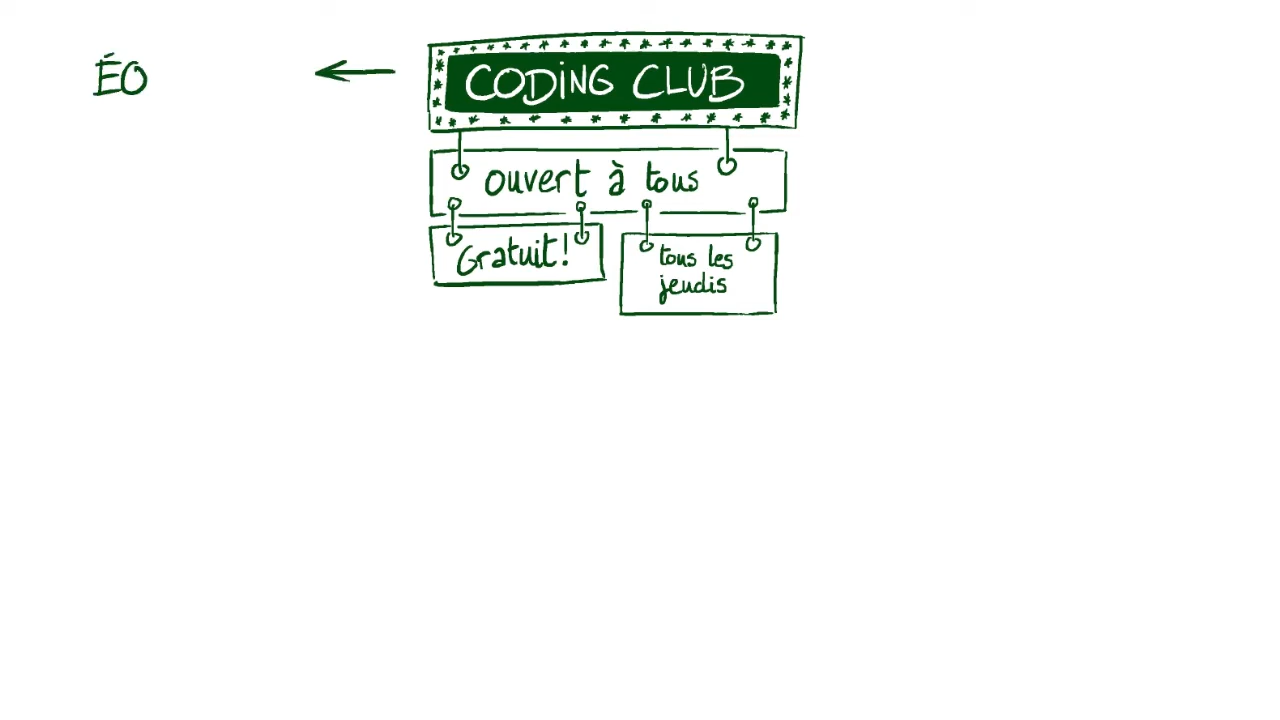 ÉO
CODING CLUB
ouvert à tous
Gratuit!
tous les
jeudis